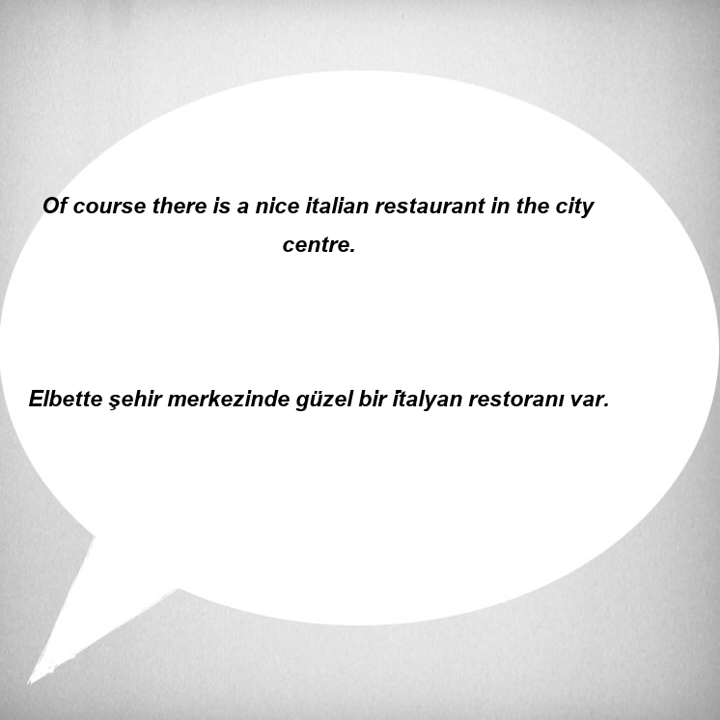 Of course there is a nice italian restaurant in the city
centre.
Elbette şehir merkezinde güzel bir i̇talyan restoranı var.